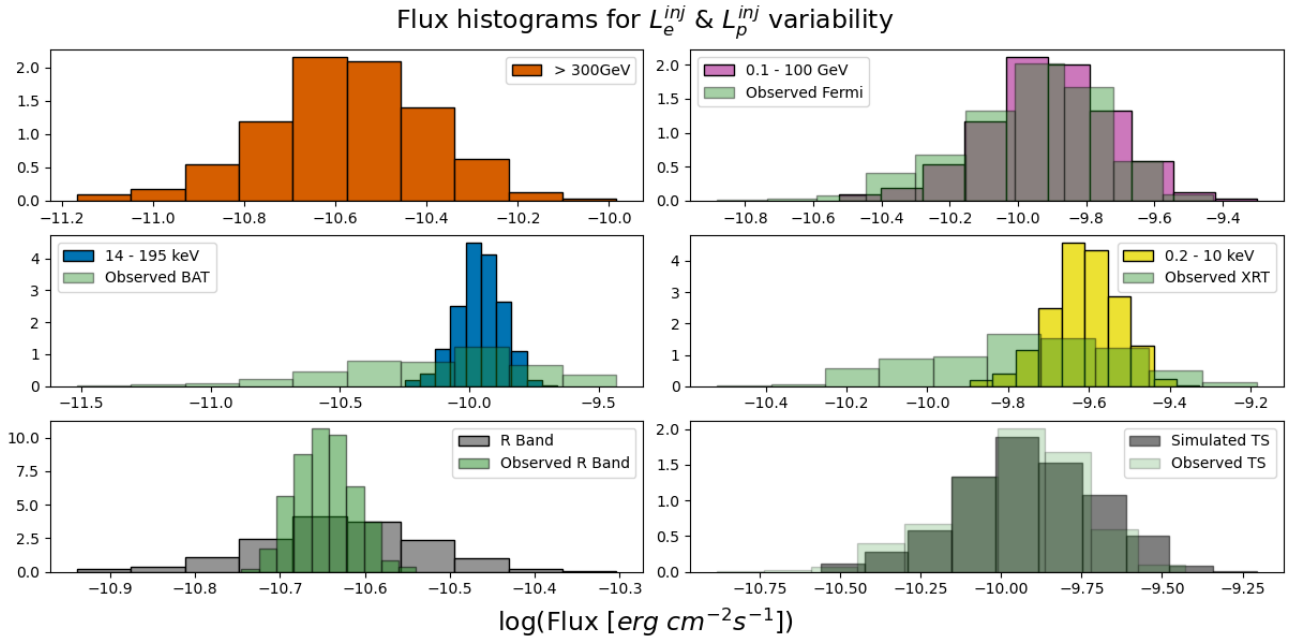 Flux histograms for $L_e^{inj}$ & $L_p^{inj}$ variability
2.0
1.5
1.0
0.5
0.0
> 300GeV
−11.2 −11.0 −10.8 −10.6 −10.4 −10.2 −10.0
2.0
1.5
1.0
0.5
0.0
0.1 - 100 GeV
Observed Fermi
−10.8 −10.6 −10.4 −10.2 −10.0 −9.8 −9.6 −9.4
4
3
2
1
0
14 - 195 keV
Observed BAT
−11.5 −11.0 −10.5 −10.0 −9.5
4
3
2
1
0
0.2 - 10 keV
Observed XRT
−10.4 −10.2 −10.0 −9.8 −9.6 −9.4 −9.2
10.0
7.5
5.0
2.5
0.0
R Band
Observed R Band
−10.9 −10.8 −10.7 −10.6 −10.5 −10.4 −10.3
2.0
1.5
1.0
0.5
0.0
Simulated TS
Observed TS
−10.75 −10.50 −10.25 −10.00 −9.75 −9.50 −9.25
log(Flux [$erg\ cm^{-2}s^{-1}$])